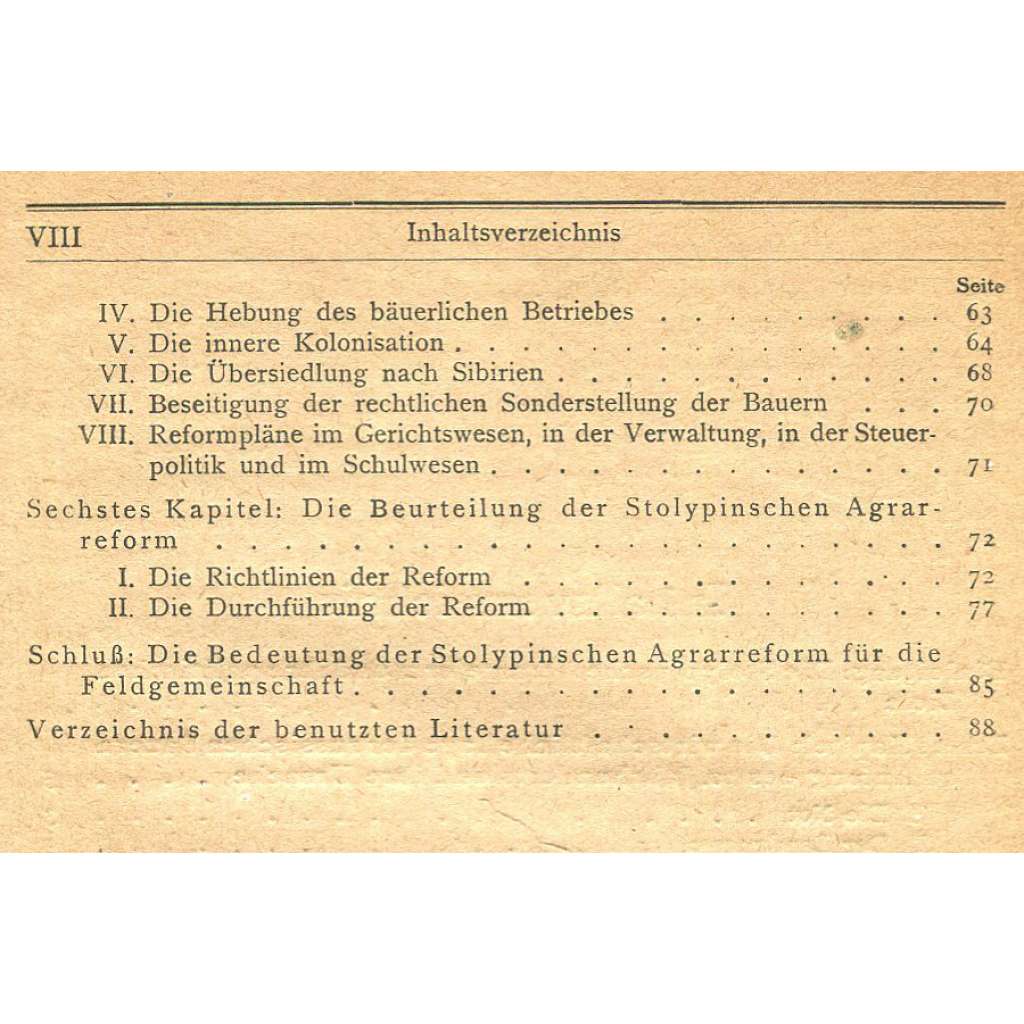 VIII Inhaltsverzeichnis
Seite
IV. Die Hebung des bäuerlichen Betriebes . . . . . . . . . 63
V. Die innere Kolonisation . . . . . . . . . . . . . . . 64
VI. Die Übersiedlung nach Sibirien . . . . . . . . . . . . 68
VII. Beseitigung der rechtlichen Sonderstellung der Bauern . . . 70
VIII. Reformpläne im Gerichtswesen, in der Verwaltung, in der Steuer-
politik und im Schulwesen . . . . . . . . . . . . . . 71
Sechstes Kapitel: Die Beurteilung der Stolypinschen Agrar-
reform . . . . . . . . . . . . . . . . . . . . . 72
I. Die Richtlinien der Reform . . . . . . . . . . . . . 72
II. Die Durchführung der Reform . . . . . . . . . . . . 77
Schluß: Die Bedeutung der Stolypinschen Agrarreform für die
Feldgemeinschaft . . . . . . . . . . . . . . . . . 85
Verzeichnis der benutzten Literatur . . . . . . . . . . . 88